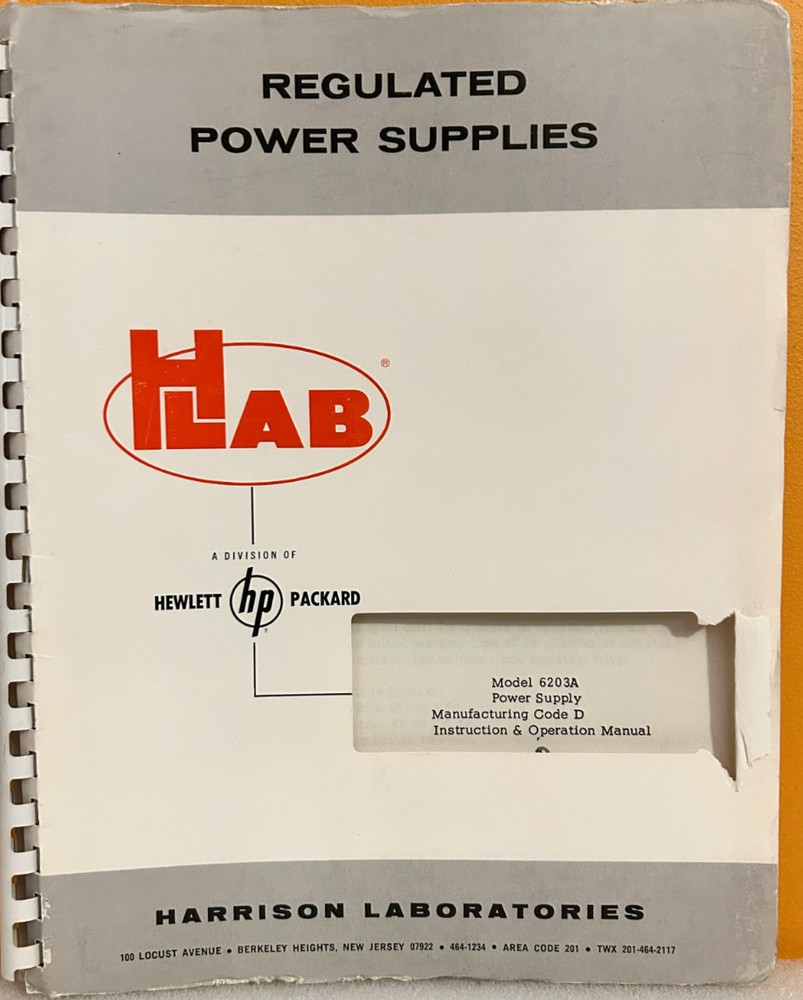 REGULATED
POWER SUPPLIES
HLAB ®
A DIVISION OF
HEWLETT hp PACKARD
Model 6203A
Power Supply
Manufacturing Code D
Instruction & Operation Manual
HARRISON LABORATORIES
100 LOCUST AVENUE • BERKELEY HEIGHTS, NEW JERSEY 07922 • 464-1234 • AREA CODE 201 • TWX 201-464-2117